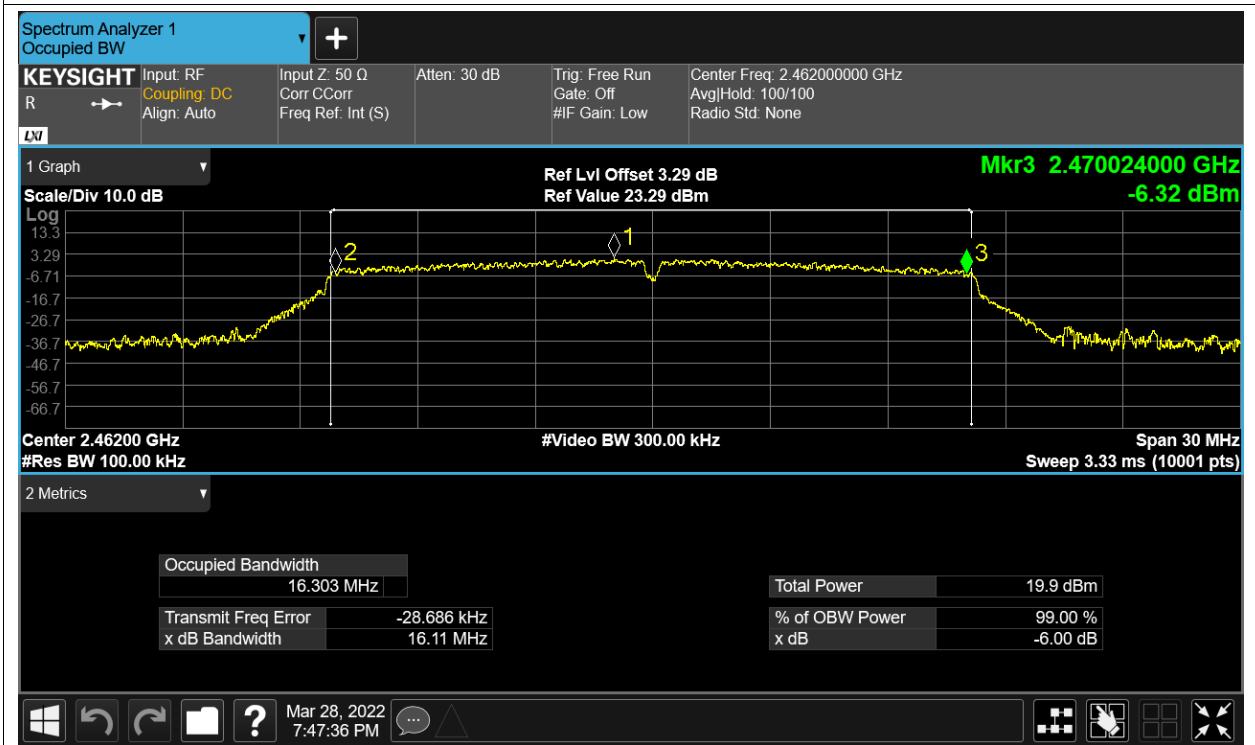 Spectrum Analyzer 1
Occupied BW
KEYSIGHT
R
LXI
Input: RF
Coupling: DC
Align: Auto
Input Z: 50 Ω
Corr CCorr
Freq Ref: Int (S)
Atten: 30 dB
Trig: Free Run
Gate: Off
#IF Gain: Low
Center Freq: 2.462000000 GHz
Avg|Hold: 100/100
Radio Std: None
1 Graph
Scale/Div 10.0 dB
Ref Lvl Offset 3.29 dB
Ref Value 23.29 dBm
Mkr3 2.470024000 GHz
-6.32 dBm
Log
13.3
3.29
-6.71
-16.7
-26.7
-36.7
-46.7
-56.7
-66.7
2
1
3
Center 2.46200 GHz
#Video BW 300.00 kHz
Span 30 MHz
#Res BW 100.00 kHz
Sweep 3.33 ms (10001 pts)
2 Metrics
Occupied Bandwidth
16.303 MHz
Transmit Freq Error -28.686 kHz
x dB Bandwidth 16.11 MHz
Total Power 19.9 dBm
% of OBW Power 99.00 %
x dB -6.00 dB
?
Mar 28, 2022
7:47:36 PM